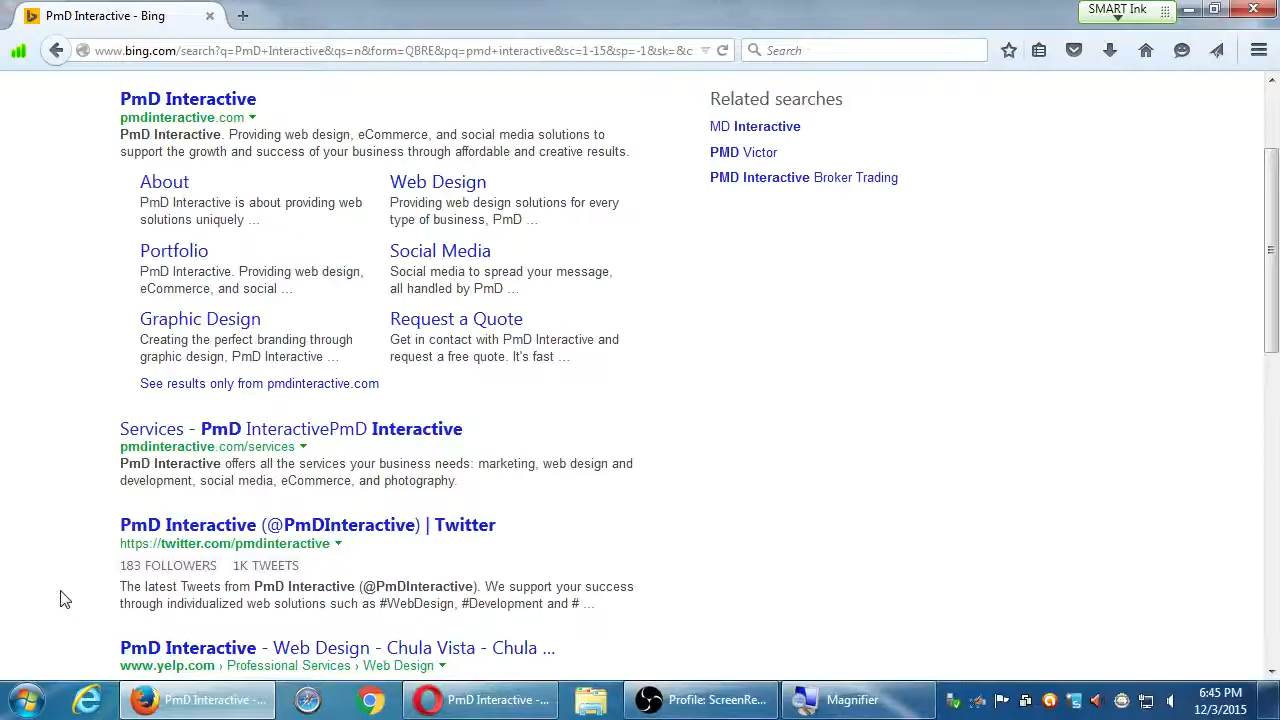 PmD Interactive - Bing
SMART Ink
www.bing.com/search?q=PmD+Interactive&qs=n&form=QBRE&pq=pmd+interactive&sc=1-15&sp=-1&sk=&c
Search
PmD Interactive
pmdinteractive.com
PmD Interactive. Providing web design, eCommerce, and social media solutions to
support the growth and success of your business through affordable and creative results.
About
PmD Interactive is about providing web
solutions uniquely ...
Web Design
Providing web design solutions for every
type of business, PmD ...
Portfolio
PmD Interactive. Providing web design,
eCommerce, and social ...
Social Media
Social media to spread your message,
all handled by PmD ...
Graphic Design
Creating the perfect branding through
graphic design, PmD Interactive ...
Request a Quote
Get in contact with PmD Interactive and
request a free quote. It's fast ...
See results only from pmdinteractive.com
Services - PmD InteractivePmD Interactive
pmdinteractive.com/services
PmD Interactive offers all the services your business needs: marketing, web design and
development, social media, eCommerce, and photography.
PmD Interactive (@PmDInteractive) | Twitter
https://twitter.com/pmdinteractive
183 FOLLOWERS 1K TWEETS
The latest Tweets from PmD Interactive (@PmDInteractive). We support your success
through individualized web solutions such as #WebDesign, #Development and # ...
PmD Interactive - Web Design - Chula Vista - Chula ...
www.yelp.com › Professional Services › Web Design
Related searches
MD Interactive
PMD Victor
PMD Interactive Broker Trading
PmD Interactive -...
PmD Interactive -...
Profile: ScreenRe...
Magnifier
6:45 PM
12/3/2015